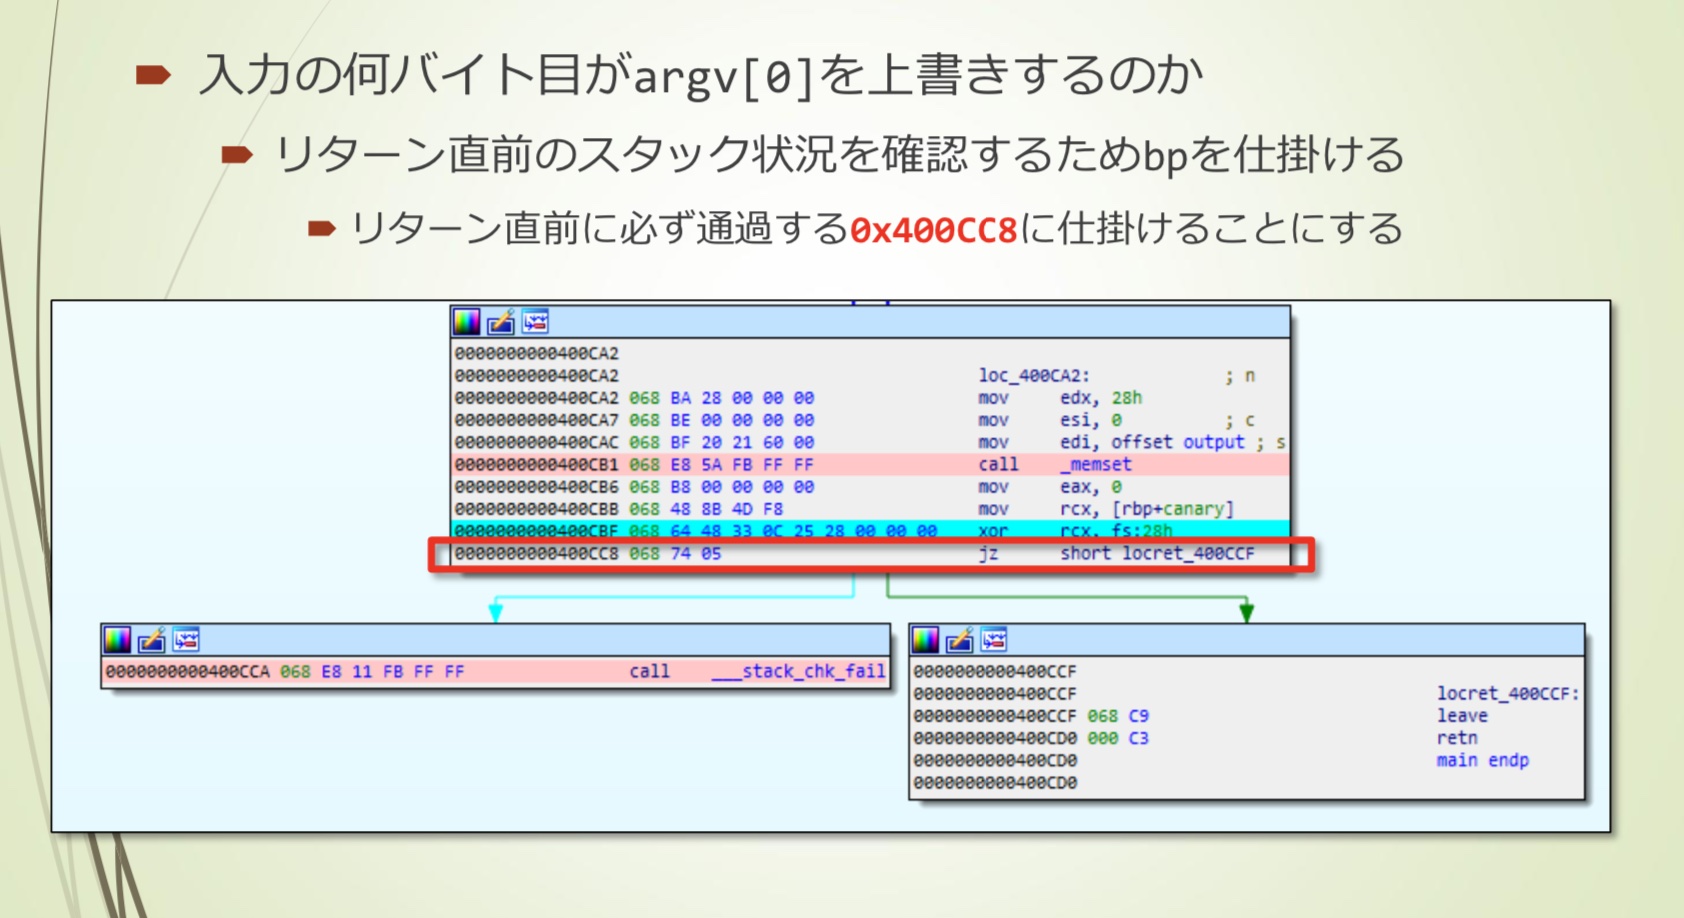 入力の何バイト目がargv[0]を上書きするのか
リターン直前のスタック状況を確認するためbpを仕掛ける
リターン直前に必ず通過する0x400CC8に仕掛けることにする
0000000000400CA2
0000000000400CA2 loc_400CA2: ; n
0000000000400CA2 068 BA 28 00 00 00 mov edx, 28h
0000000000400CA7 068 BE 00 00 00 00 mov esi, 0 ; c
0000000000400CAC 068 BF 20 21 60 00 mov edi, offset output ; s
0000000000400CB1 068 E8 5A FB FF FF call _memset
0000000000400CB6 068 B8 00 00 00 00 mov eax, 0
0000000000400CBB 068 48 8B 4D F8 mov rcx, [rbp+canary]
0000000000400CBF 068 64 48 33 0C 25 28 00 00 00 xor rcx, fs:28h
0000000000400CC8 068 74 05 jz short locret_400CCF
0000000000400CCA 068 E8 11 FB FF FF call ___stack_chk_fail
0000000000400CCF
0000000000400CCF locret_400CCF:
0000000000400CCF 068 C9 leave
0000000000400CD0 000 C3 retn
0000000000400CD0 main endp
0000000000400CD0